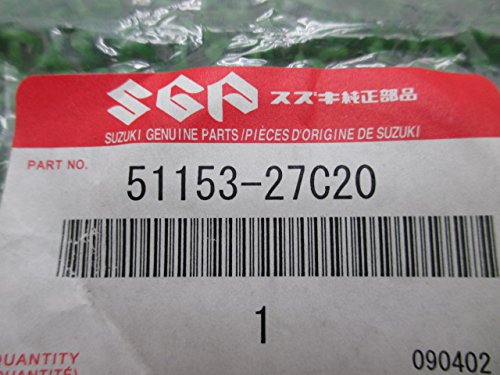 SGP スズキ純正部品
SUZUKI GENUINE PARTS/PIÈCES D'ORIGINE DE SUZUKI
PART NO. 51153-27C20
1
QUANTITY
QUANTITÉ) 090402